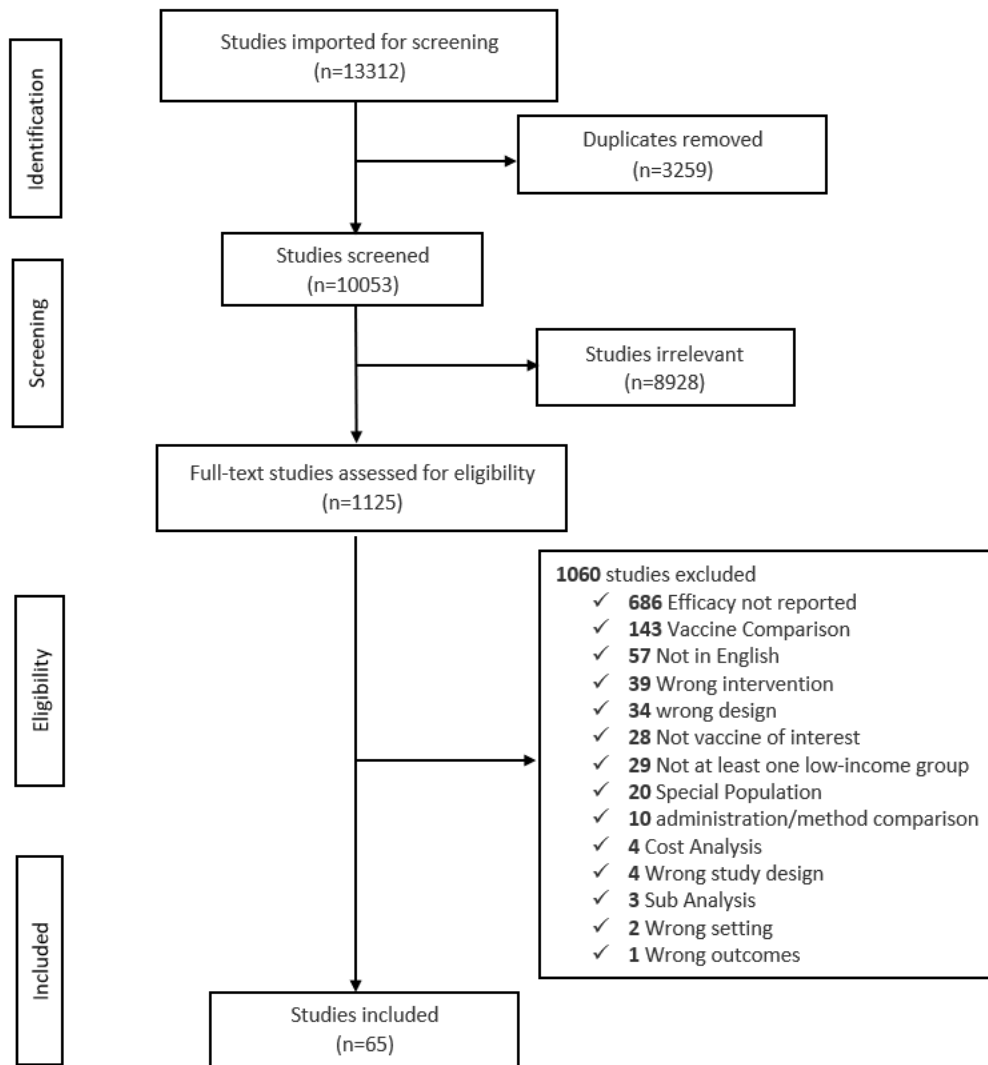 Studies imported for screening
(n=13312)
Identification
Duplicates removed
(n=3259)
Studies screened
(n=10053)
Screening
Studies irrelevant
(n=8928)
Full-text studies assessed for eligibility
(n=1125)
Eligibility
1060 studies excluded
✓ 686 Efficacy not reported
✓ 143 Vaccine Comparison
✓ 57 Not in English
✓ 39 Wrong intervention
✓ 34 wrong design
✓ 28 Not vaccine of interest
✓ 29 Not at least one low-income group
✓ 20 Special Population
✓ 10 administration/method comparison
✓ 4 Cost Analysis
✓ 4 Wrong study design
✓ 3 Sub Analysis
✓ 2 Wrong setting
✓ 1 Wrong outcomes
Included
Studies included
(n=65)